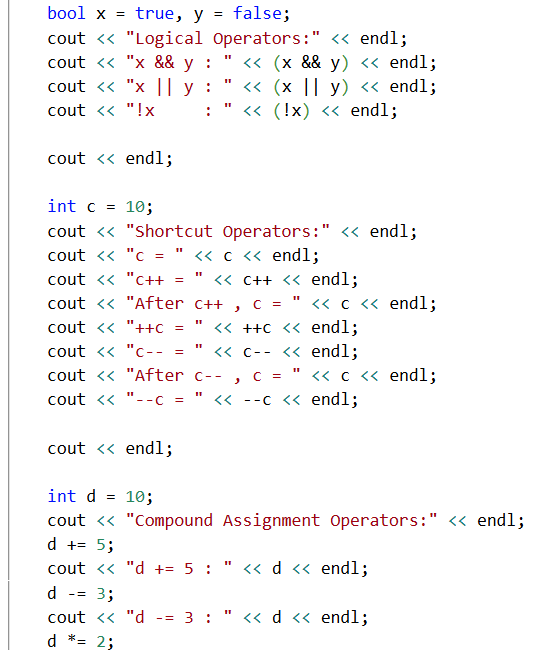 bool x = true, y = false;
cout << "Logical Operators:" << endl;
cout << "x && y : " << (x && y) << endl;
cout << "x || y : " << (x || y) << endl;
cout << "!x     : " << (!x) << endl;
cout << endl;
int c = 10;
cout << "Shortcut Operators:" << endl;
cout << "c = " << c << endl;
cout << "c++ = " << c++ << endl;
cout << "After c++ , c = " << c << endl;
cout << "++c = " << ++c << endl;
cout << "c-- = " << c-- << endl;
cout << "After c-- , c = " << c << endl;
cout << "--c = " << --c << endl;
cout << endl;
int d = 10;
cout << "Compound Assignment Operators:" << endl;
d += 5;
cout << "d += 5 : " << d << endl;
d -= 3;
cout << "d -= 3 : " << d << endl;
d *= 2;